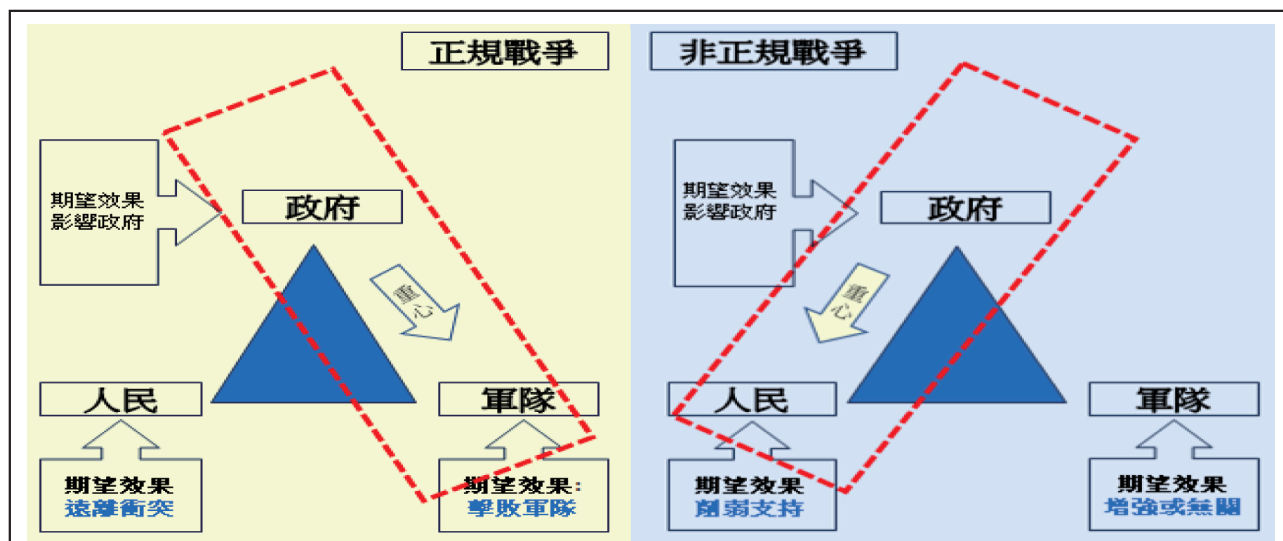 正規戰爭
期望效果
影響政府
政府
重心
人民
軍隊
期望效果
遠離衝突
期望效果:
擊敗軍隊
非正規戰爭
期望效果
影響政府
政府
重心
人民
軍隊
期望效果
削弱支持
期望效果
增強或無關